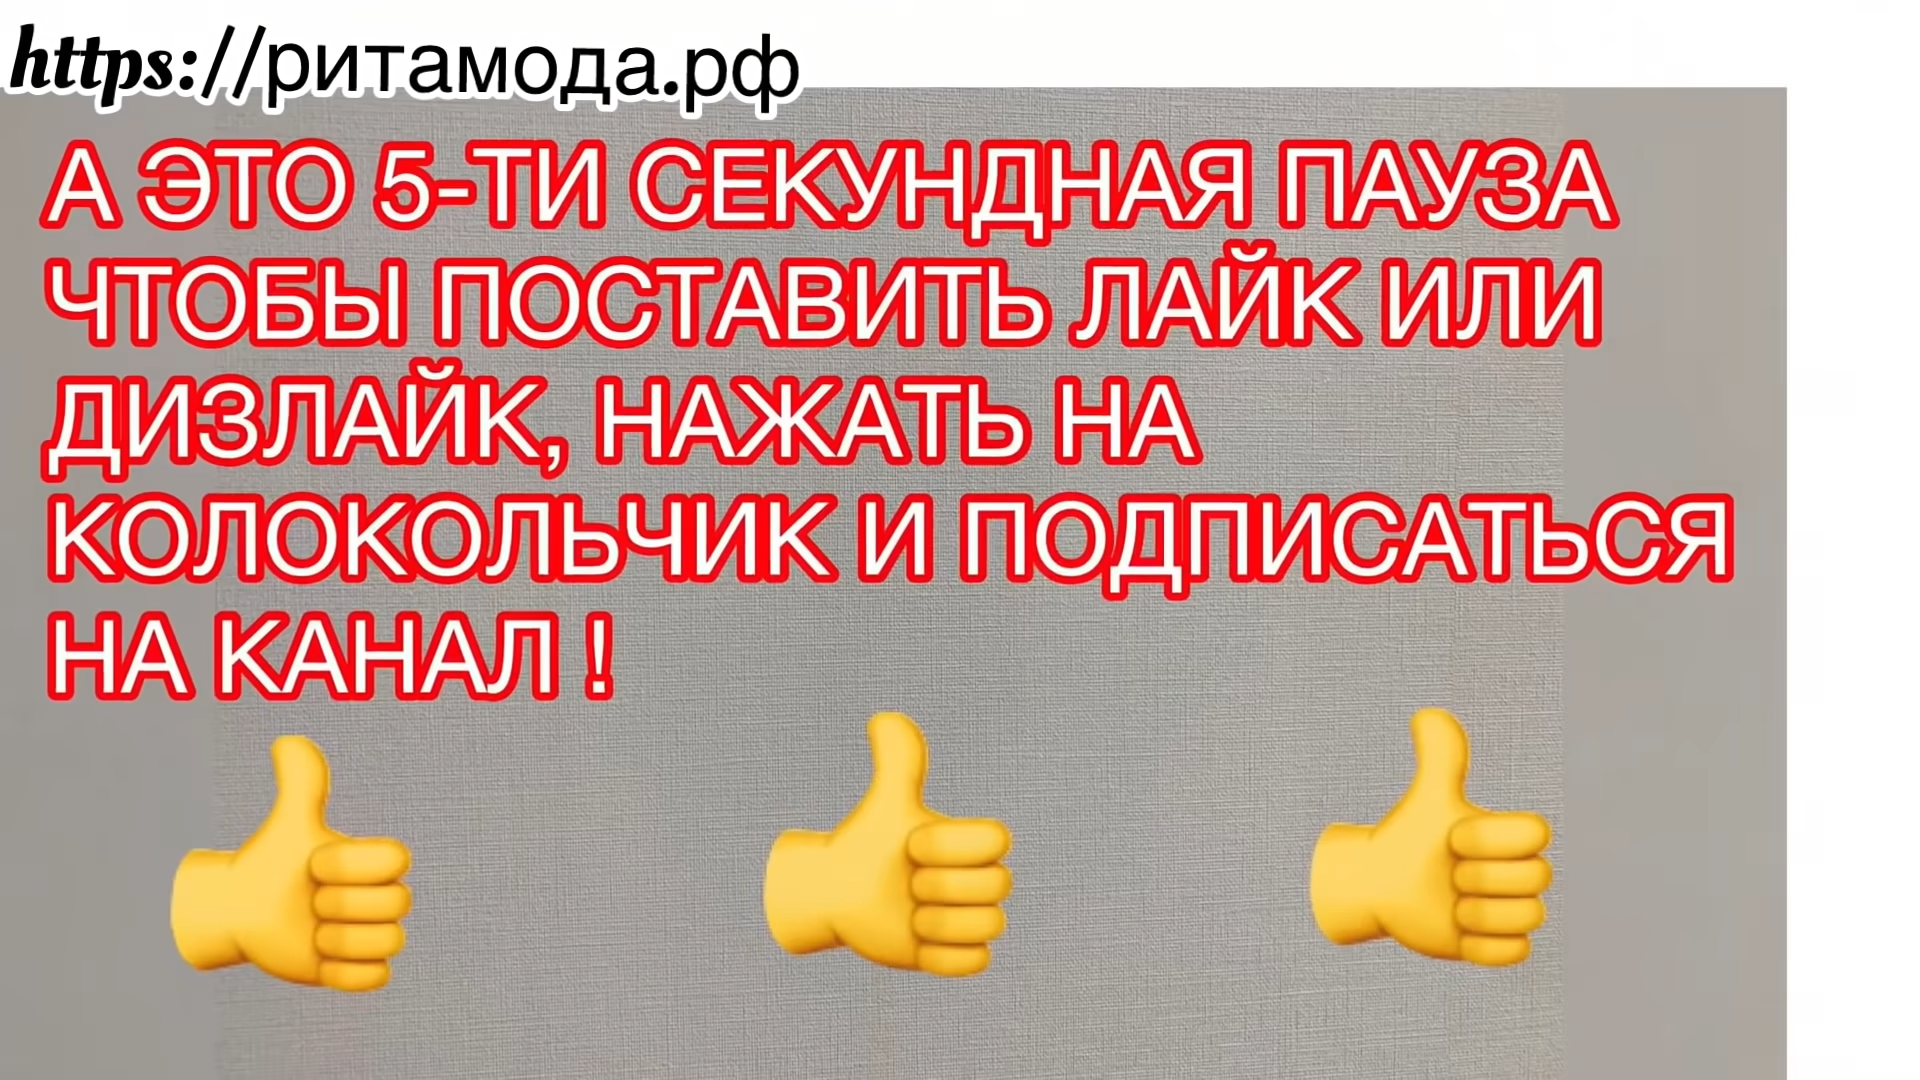 https://ритамода.рф
А ЭТО 5-ТИ СЕКУНДНАЯ ПАУЗА
ЧТОБЫ ПОСТАВИТЬ ЛАЙК ИЛИ
ДИЗЛАЙК, НАЖАТЬ НА
КОЛОКОЛЬЧИК И ПОДПИСАТЬСЯ
НА КАНАЛ !